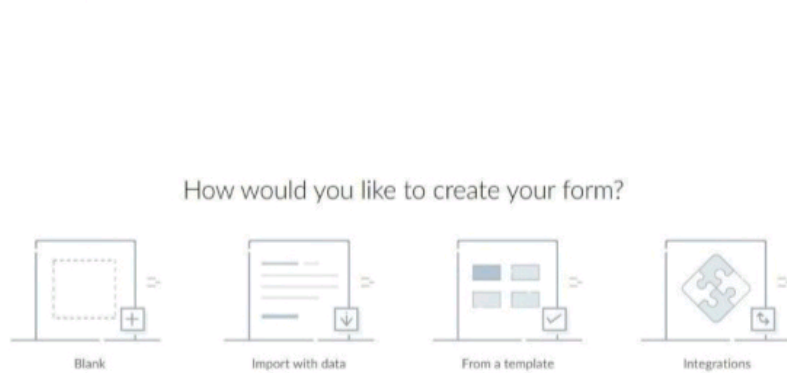 How would you like to create your form?
Blank
Import with data
From a template
Integrations